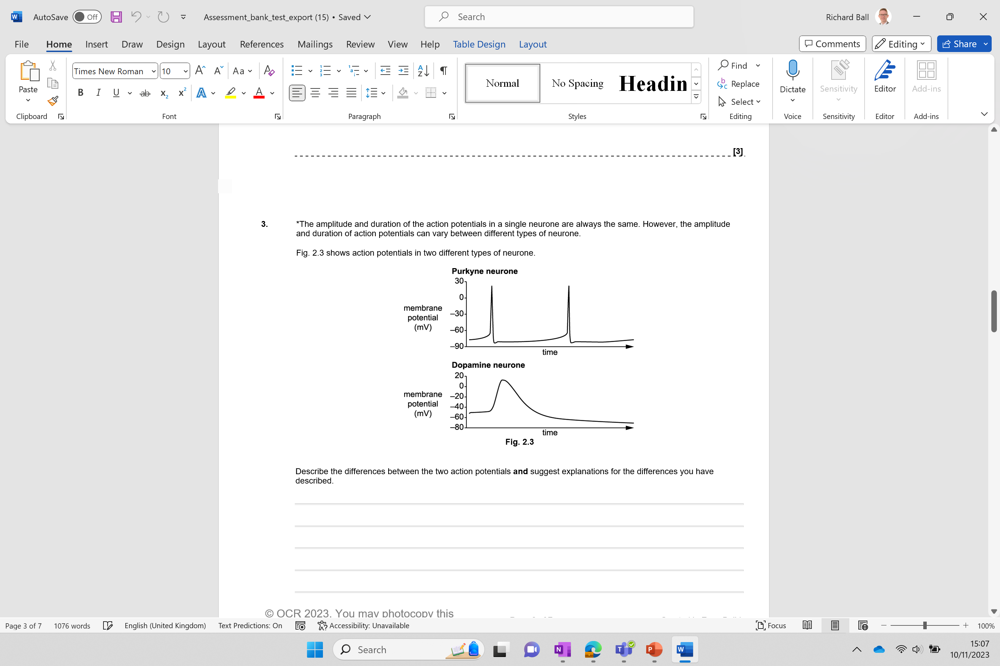 AutoSave Off Assessment_bank_test_export (15) • Saved Search Richard Ball
File Home Insert Draw Design Layout References Mailings Review View Help Table Design Layout Comments Editing Share
Paste
Clipboard
Times New Roman 10
Font
Paragraph
Normal No Spacing Headin
Styles
Find
Replace
Select
Editing
Dictate
Voice
Sensitivity
Sensitivity
Editor
Editor
Add-ins
Add-ins
[3]
3. *The amplitude and duration of the action potentials in a single neurone are always the same. However, the amplitude
and duration of action potentials can vary between different types of neurone.
Fig. 2.3 shows action potentials in two different types of neurone.
Purkyne neurone
30
0
–30
–60
–90
membrane
potential
(mV)
time
Dopamine neurone
20
0
–20
–40
–60
–80
membrane
potential
(mV)
time
Fig. 2.3
Describe the differences between the two action potentials and suggest explanations for the differences you have
described.
© OCR 2023. You may photocopy this
Page 3 of 7 1076 words English (United Kingdom) Text Predictions: On Accessibility: Unavailable Focus 100%
Search
15:07
10/11/2023